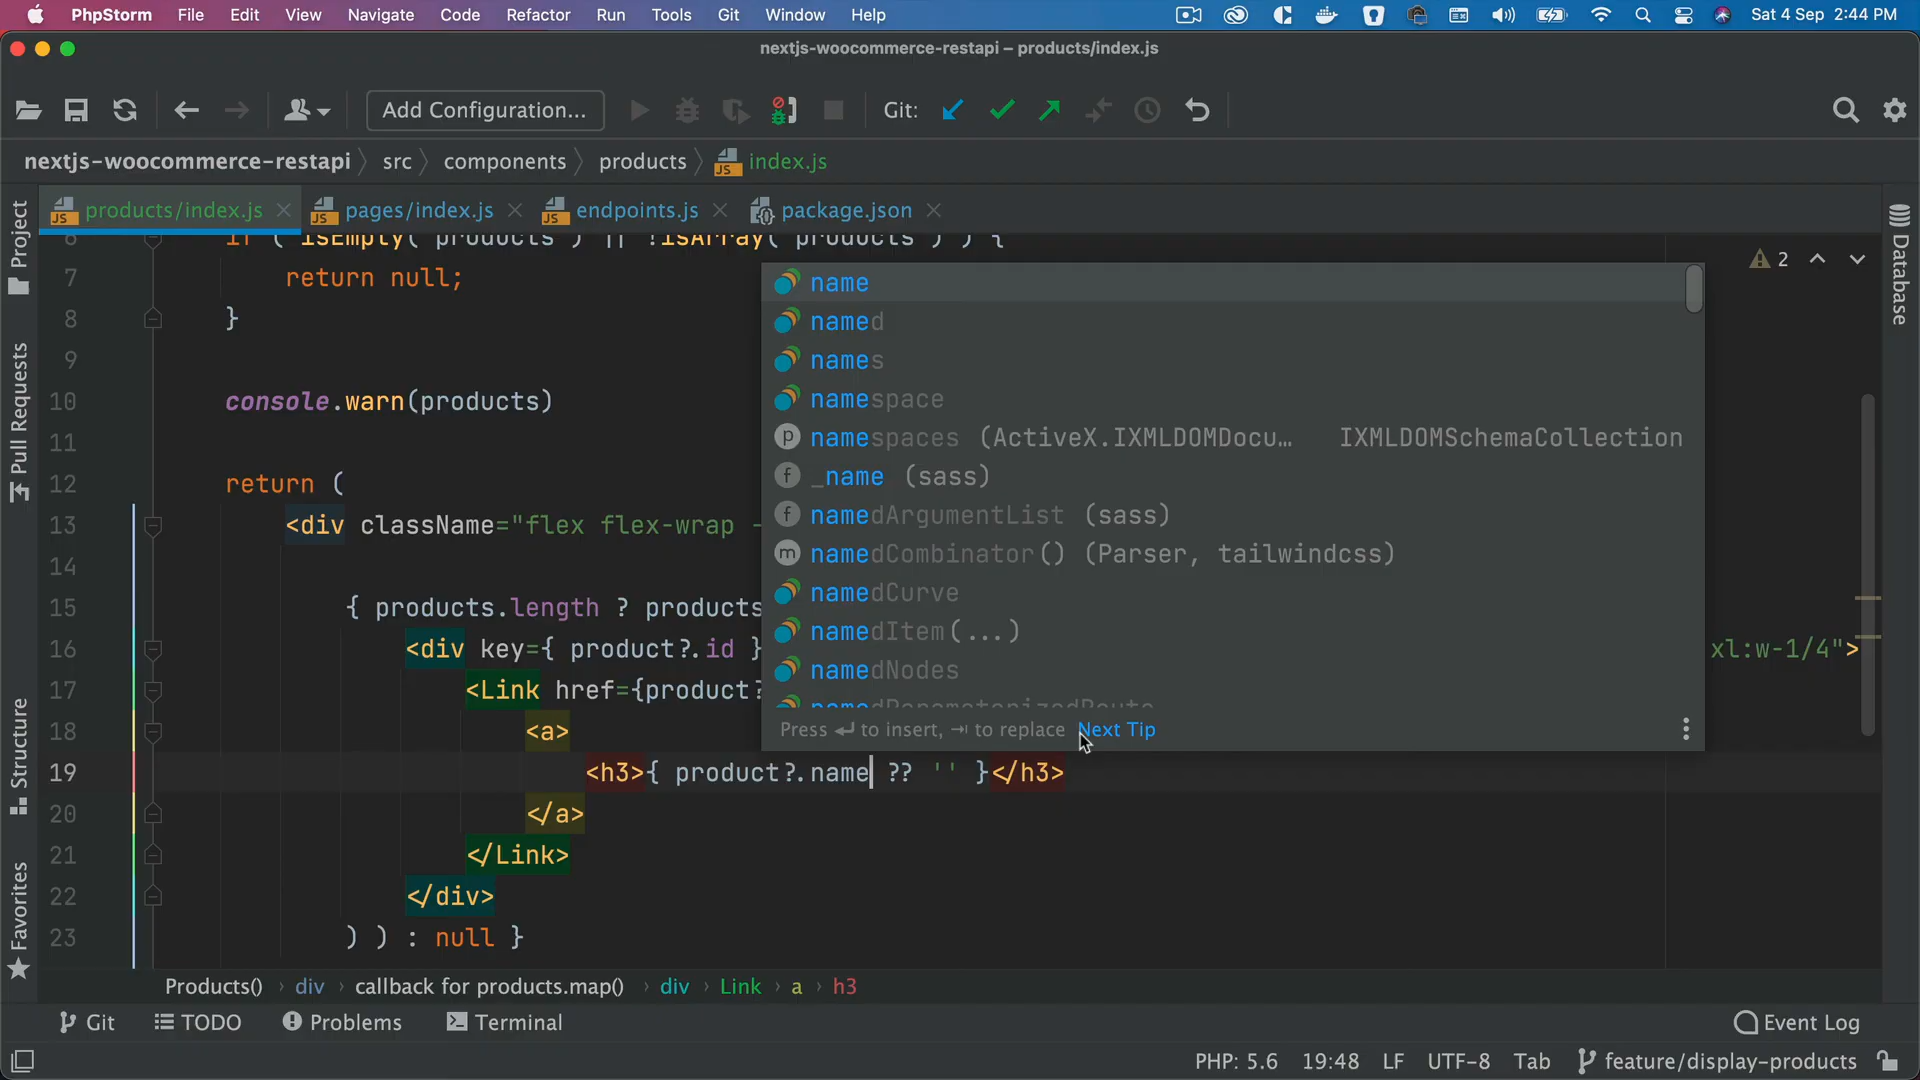 PhpStorm File Edit View Navigate Code Refactor Run Tools Git Window Help Sat 4 Sep 2:44 PM
nextjs-woocommerce-restapi – products/index.js
Add Configuration... Git:
nextjs-woocommerce-restapi src components products index.js
products/index.js pages/index.js endpoints.js package.json
6 if ( isEmpty( products ) || !isArray( products ) ) {
7 return null;
8 }
9
10 console.warn(products)
11
12 return (
13 <div className="flex flex-wrap -
14
15 { products.length ? products
16 <div key={ product?.id } xl:w-1/4">
17 <Link href={product?
18 <a>
19 <h3>{ product?.name ?? '' }</h3>
20 </a>
21 </Link>
22 </div>
23 ) ) : null }
name
named
names
namespace
namespaces (ActiveX.IXMLDOMDocu… IXMLDOMSchemaCollection
_name (sass)
namedArgumentList (sass)
namedCombinator() (Parser, tailwindcss)
namedCurve
namedItem(...)
namedNodes
namedParameterizedRoute
Press ↵ to insert, ⇥ to replace Next Tip
2
Project
Pull Requests
Structure
Favorites
Database
Products() › div › callback for products.map() › div › Link › a › h3
Git TODO Problems Terminal Event Log
PHP: 5.6 19:48 LF UTF-8 Tab feature/display-products